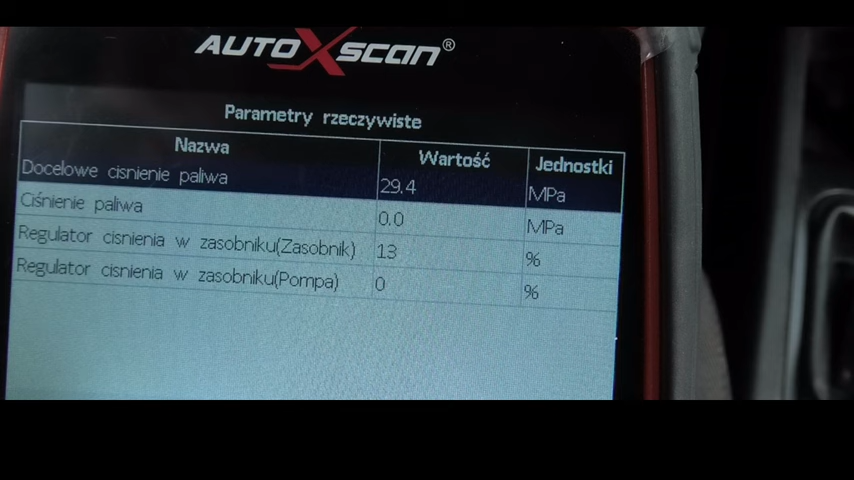 AUTOXSCAN®
Parametry rzeczywiste
Nazwa Wartość Jednostki
Docelowe cisnienie paliwa 29.4 MPa
Ciśnienie paliwa 0.0 MPa
Regulator cisnienia w zasobniku(Zasobnik) 13 %
Regulator cisnienia w zasobniku(Pompa) 0 %